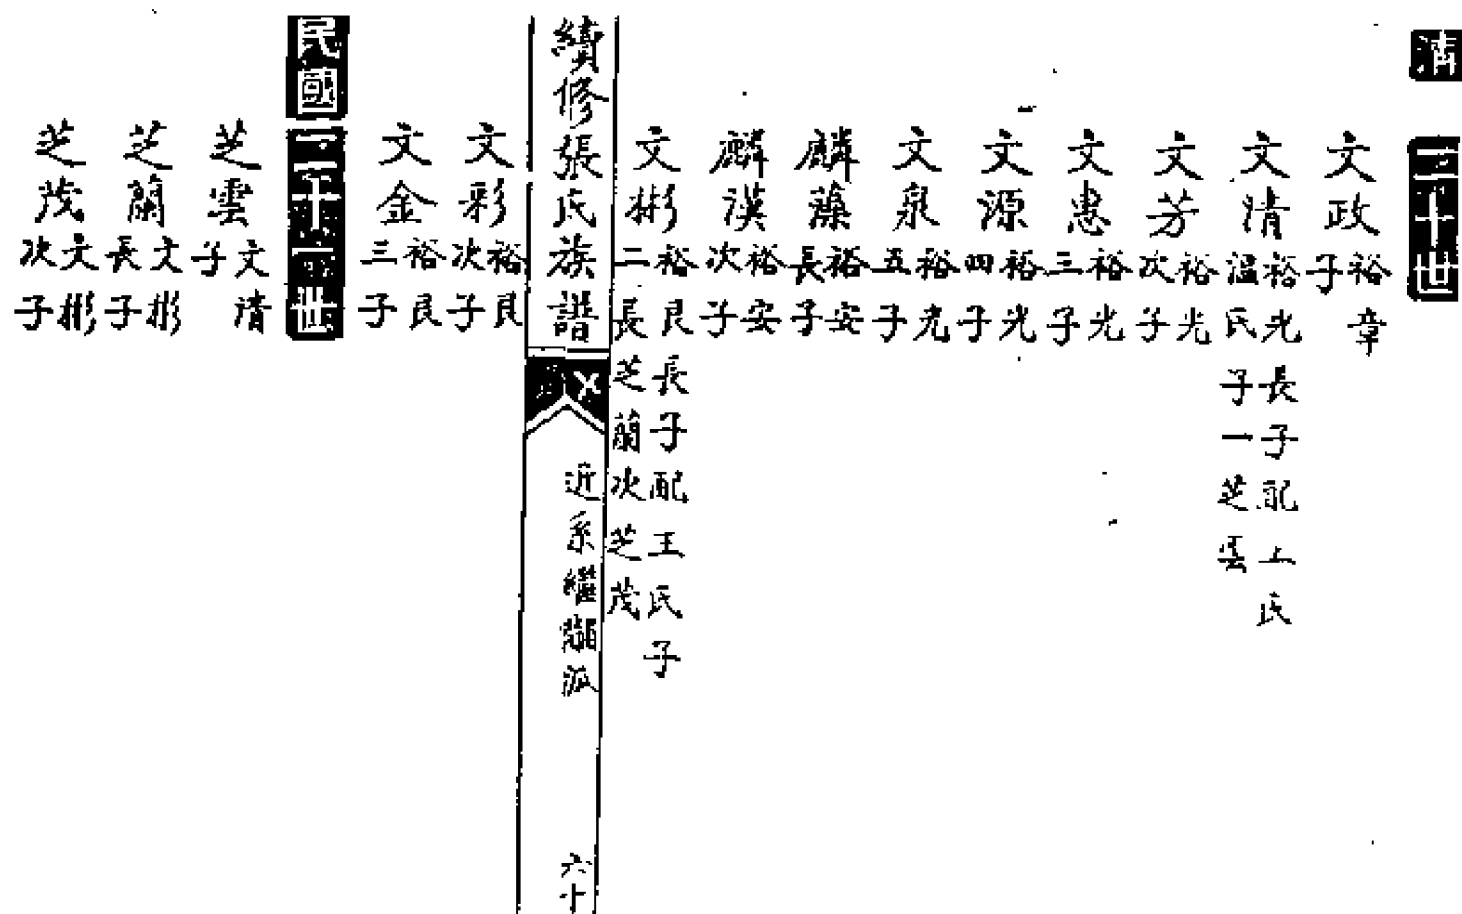 清 二十世
文政 裕章子
文清 裕光長子配王氏溫氏子一芝雲
文芳 裕光次子
文惠 裕光三子
文源 裕光四子
文泉 裕光五子
麟藻 裕安長子
麟漢 裕安次子
文彬 裕艮長子配王氏子二長芝蘭次芝茂
續修張氏族譜 近系繼 派 六十
文彩 裕艮次子
文金 裕艮三子
民國 二十一世
芝雲 文清子
芝蘭 文彬長子
芝茂 文彬次子